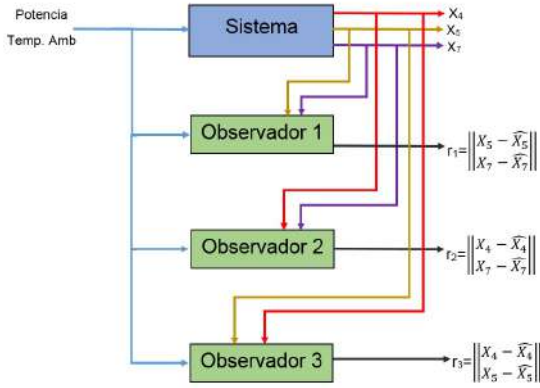 Potencia
Temp. Amb
Sistema
X₄
X₅
X₇
Observador 1
r₁=‖X₅ − X̂₅‖
‖X₇ − X̂₇‖
Observador 2
r₂=‖X₄ − X̂₄‖
‖X₇ − X̂₇‖
Observador 3
r₃=‖X₄ − X̂₄‖
‖X₅ − X̂₅‖